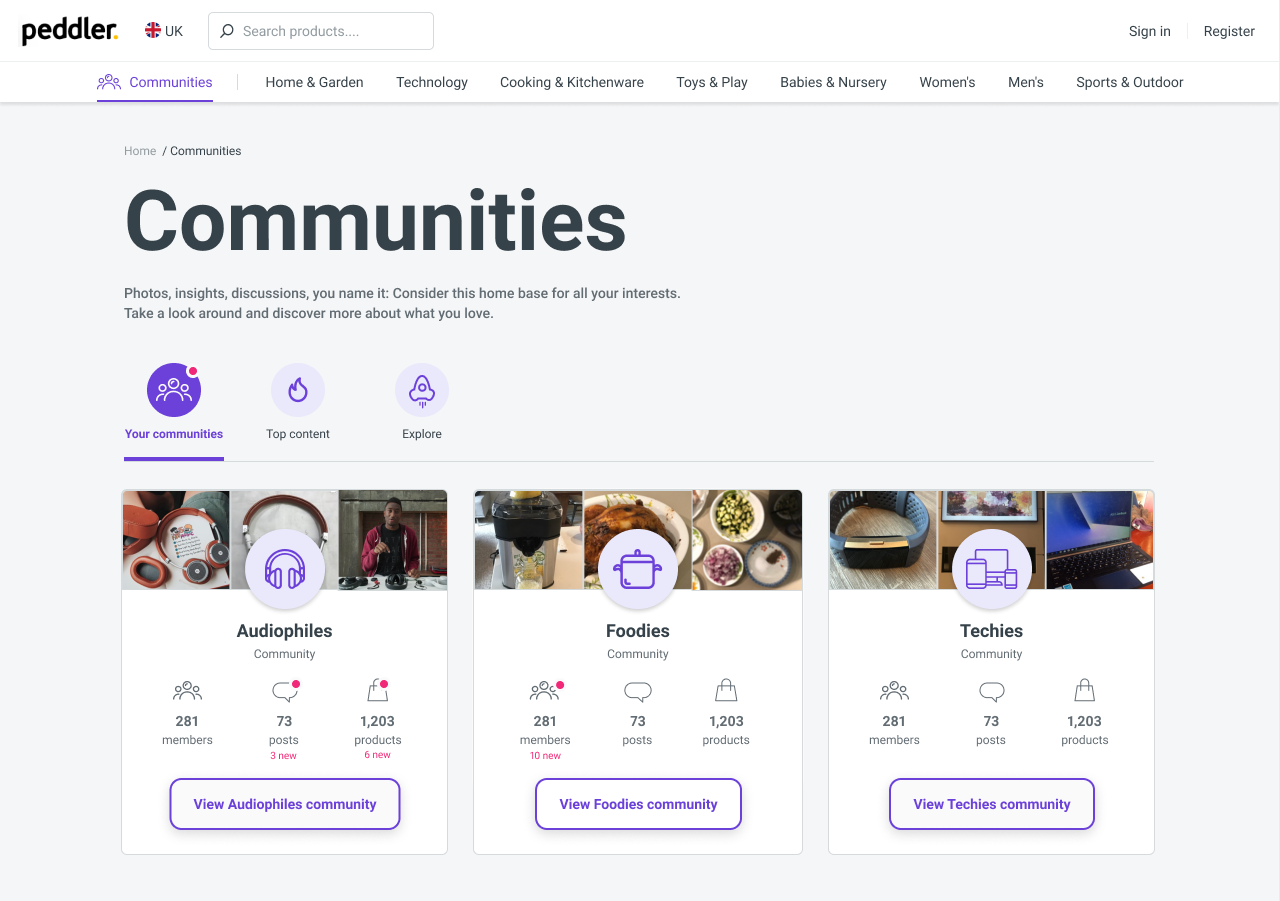 peddler.
UK
Search products....
Sign in
Register
Communities
Home & Garden
Technology
Cooking & Kitchenware
Toys & Play
Babies & Nursery
Women's
Men's
Sports & Outdoor
Home / Communities
Communities
Photos, insights, discussions, you name it: Consider this home base for all your interests.
Take a look around and discover more about what you love.
Your communities
Top content
Explore
Audiophiles
Community
281
members
73
posts
3 new
1,203
products
6 new
View Audiophiles community
Foodies
Community
281
members
10 new
73
posts
1,203
products
View Foodies community
Techies
Community
281
members
73
posts
1,203
products
View Techies community